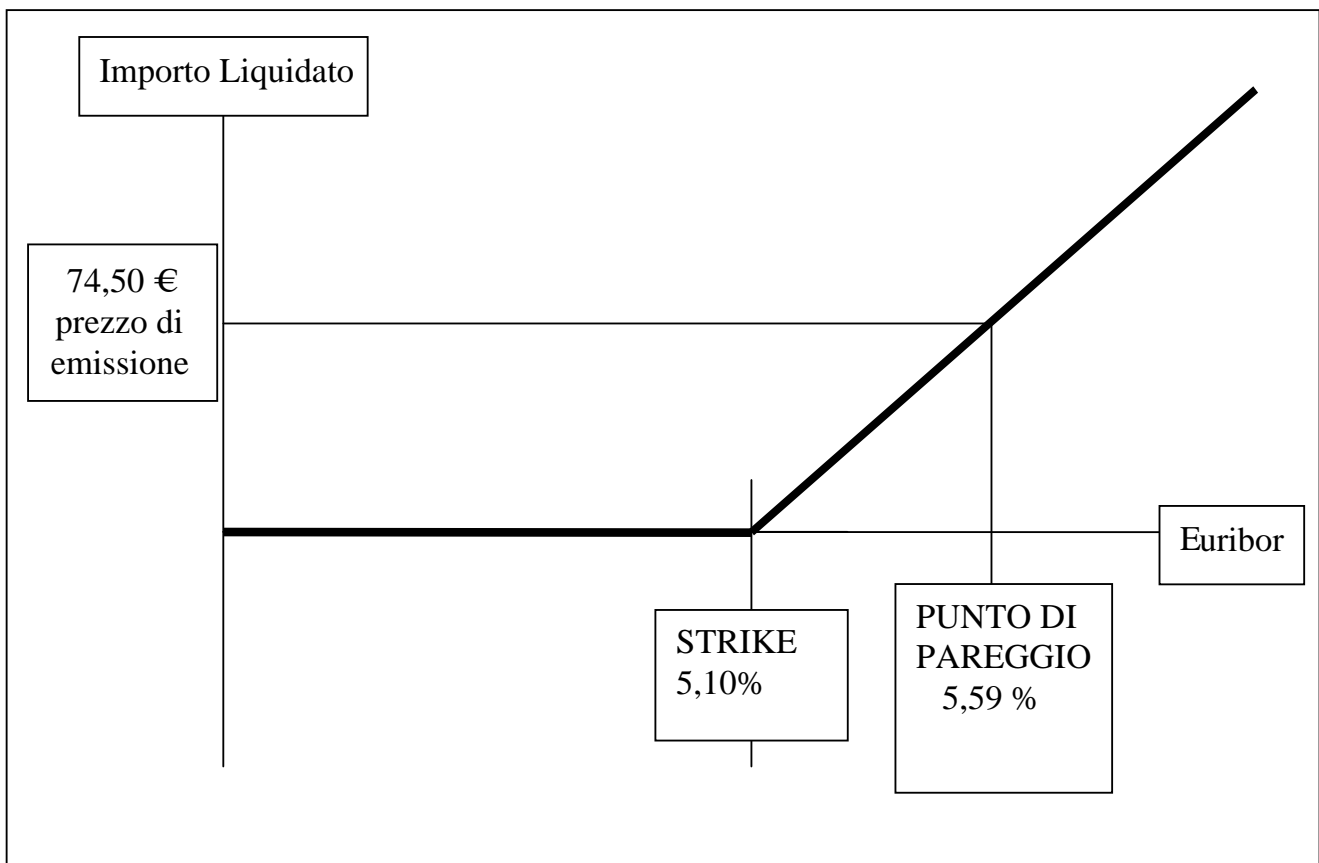 Importo Liquidato
74,50 €
prezzo di
emissione
Euribor
STRIKE
5,10%
PUNTO DI
PAREGGIO
5,59 %